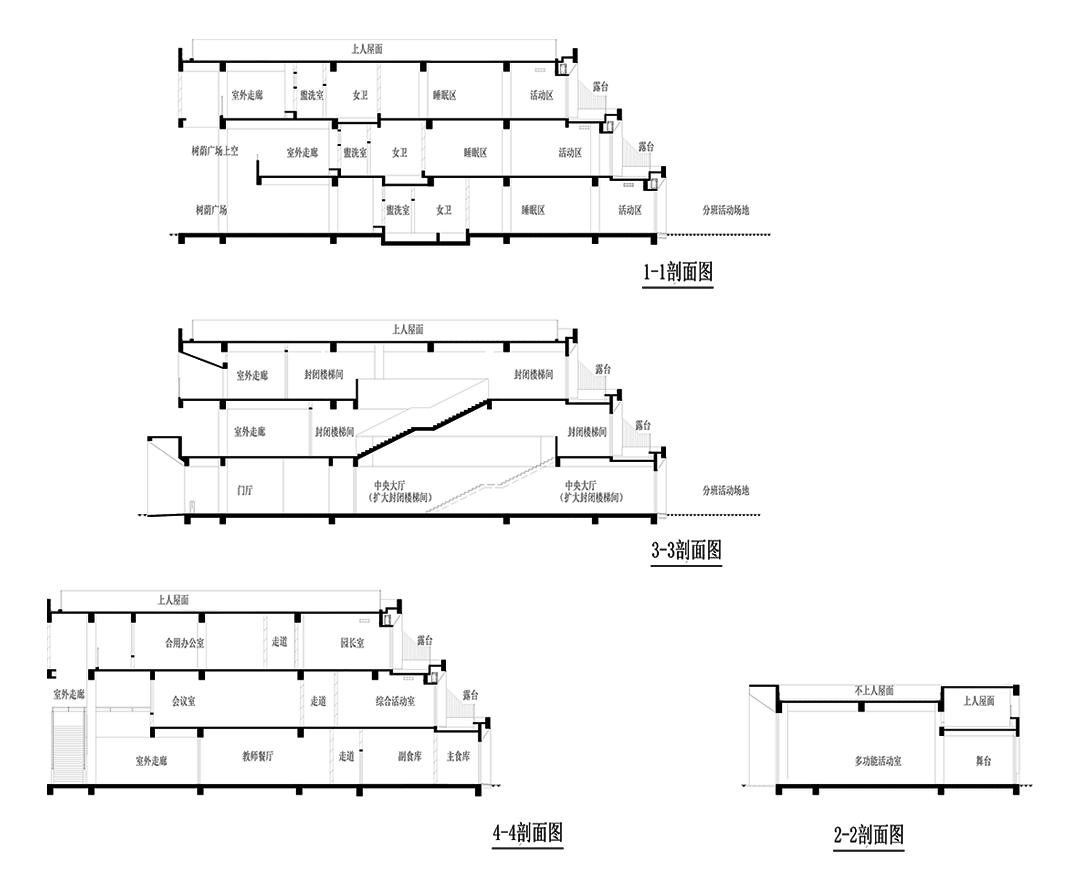 上人屋面
室外走廊 盥洗室 女卫 睡眠区 活动区 露台
树荫广场上空 室外走廊 盥洗室 女卫 睡眠区 活动区 露台
树荫广场 盥洗室 女卫 睡眠区 活动区 分班活动场地
1-1剖面图
上人屋面
室外走廊 封闭楼梯间 封闭楼梯间 露台
室外走廊 封闭楼梯间 封闭楼梯间 露台
门厅 中央大厅 中央大厅 分班活动场地
(扩大封闭楼梯间) (扩大封闭楼梯间)
3-3剖面图
上人屋面
合用办公室 走道 园长室 露台
室外走廊 会议室 走道 综合活动室 露台
室外走廊 教师餐厅 走道 副食库 主食库
4-4剖面图
不上人屋面 上人屋面
多功能活动室 舞台
2-2剖面图